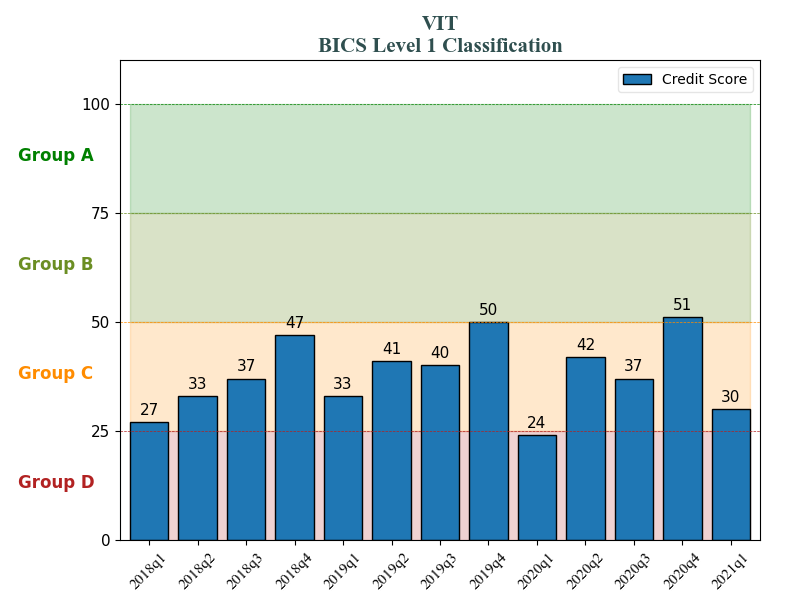 VIT
BICS Level 1 Classification
Credit Score
100
Group A
75
Group B
50
Group C
25
Group D
0
27
33
37
47
33
41
40
50
24
42
37
51
30
2018q1
2018q2
2018q3
2018q4
2019q1
2019q2
2019q3
2019q4
2020q1
2020q2
2020q3
2020q4
2021q1